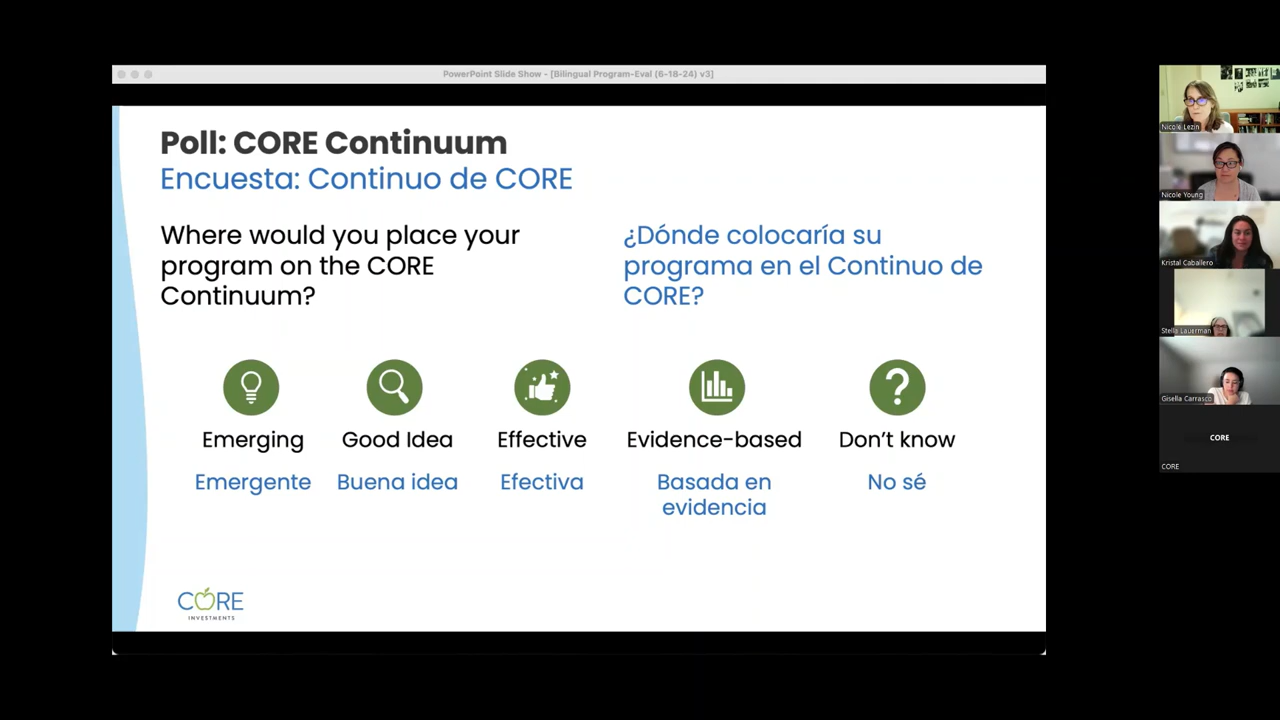 PowerPoint Slide Show - [Bilingual Program-Eval (6-18-24) v3]
Poll: CORE Continuum
Encuesta: Continuo de CORE
Where would you place your
program on the CORE
Continuum?
¿Dónde colocaría su
programa en el Continuo de
CORE?
Emerging
Good Idea
Effective
Evidence-based
Don't know
Emergente
Buena idea
Efectiva
Basada en
evidencia
No sé
CORE
INVESTMENTS
Nicole Lezin
Nicole Young
Kristal Caballero
Stella Lauerman
Gisella Carrasco
CORE
CORE